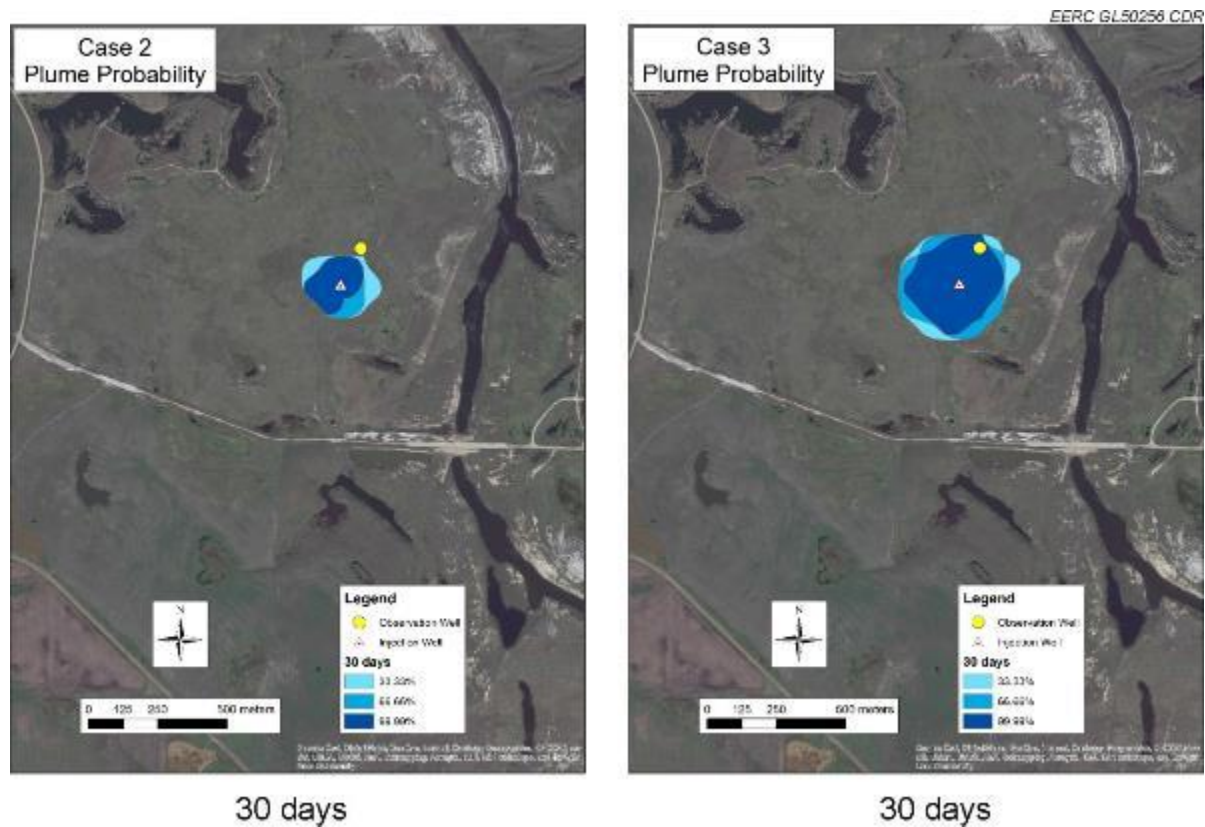 EERC GL50256 CDR
Case 2
Plume Probability
N
Legend
Observation Well
Injection Well
30 days
33.33%
66.66%
99.99%
0 125 250 500 meters
30 days
Case 3
Plume Probability
N
Legend
Observation Well
Injection Well
30 days
33.33%
66.66%
99.99%
0 125 250 500 meters
30 days